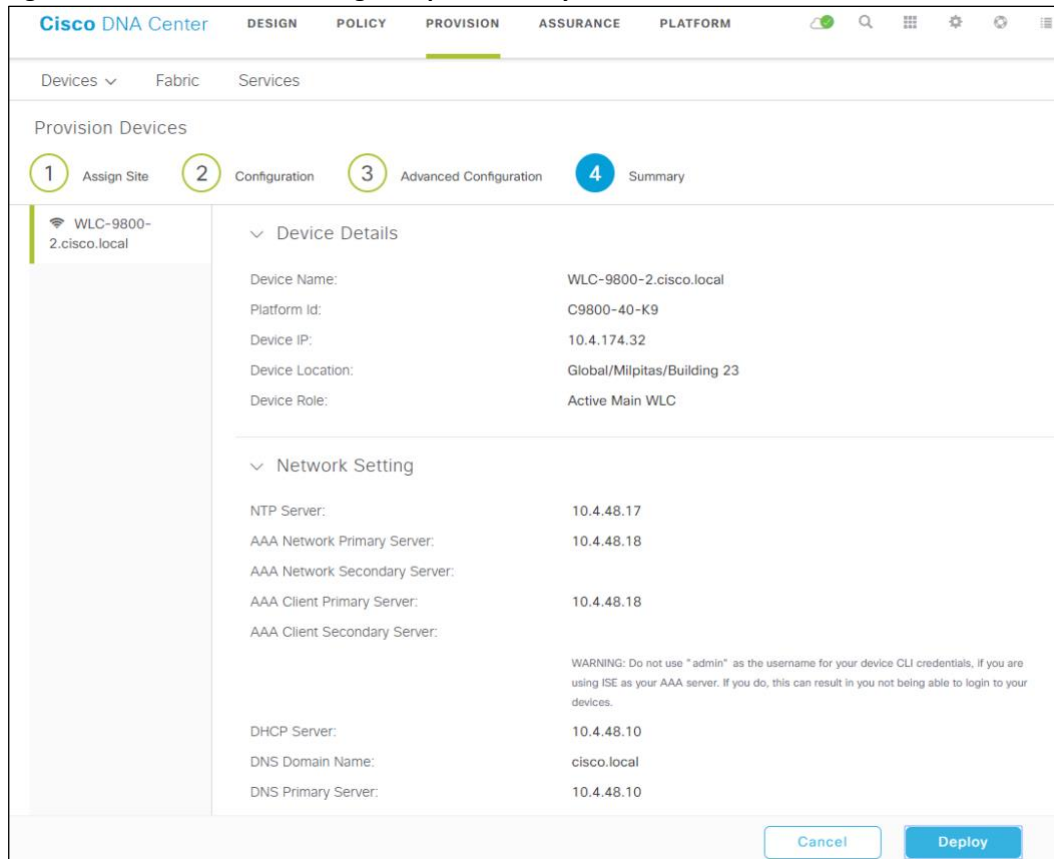 Cisco DNA Center DESIGN POLICY PROVISION ASSURANCE PLATFORM
Devices Fabric Services
Provision Devices
1 Assign Site 2 Configuration 3 Advanced Configuration 4 Summary
WLC-9800-
2.cisco.local
Device Details
Device Name: WLC-9800-2.cisco.local
Platform Id: C9800-40-K9
Device IP: 10.4.174.32
Device Location: Global/Milpitas/Building 23
Device Role: Active Main WLC
Network Setting
NTP Server: 10.4.48.17
AAA Network Primary Server: 10.4.48.18
AAA Network Secondary Server:
AAA Client Primary Server: 10.4.48.18
AAA Client Secondary Server:
WARNING: Do not use "admin" as the username for your device CLI credentials, if you are
using ISE as your AAA server. If you do, this can result in you not being able to login to your
devices.
DHCP Server: 10.4.48.10
DNS Domain Name: cisco.local
DNS Primary Server: 10.4.48.10
Cancel Deploy